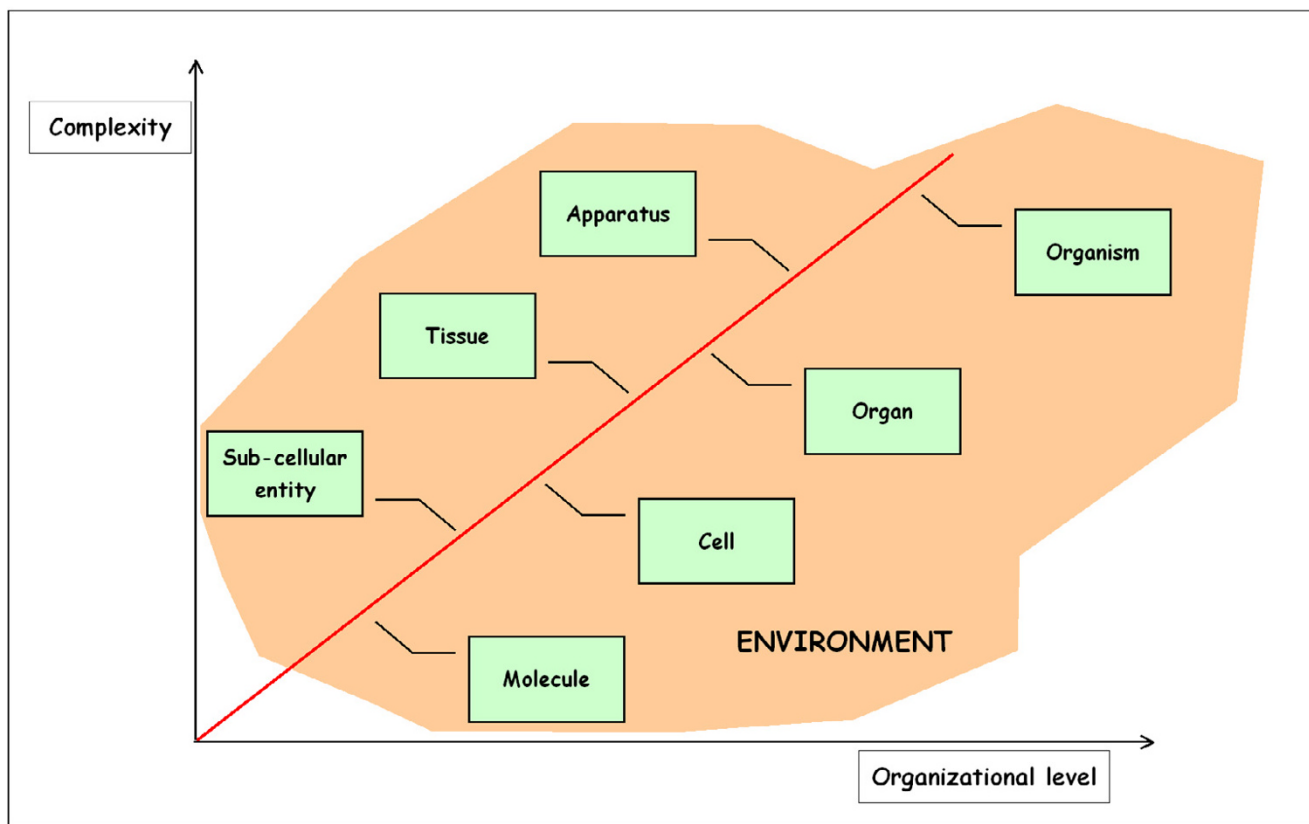 Complexity
Apparatus
Organism
Tissue
Organ
Sub-cellular
entity
Cell
ENVIRONMENT
Molecule
Organizational level